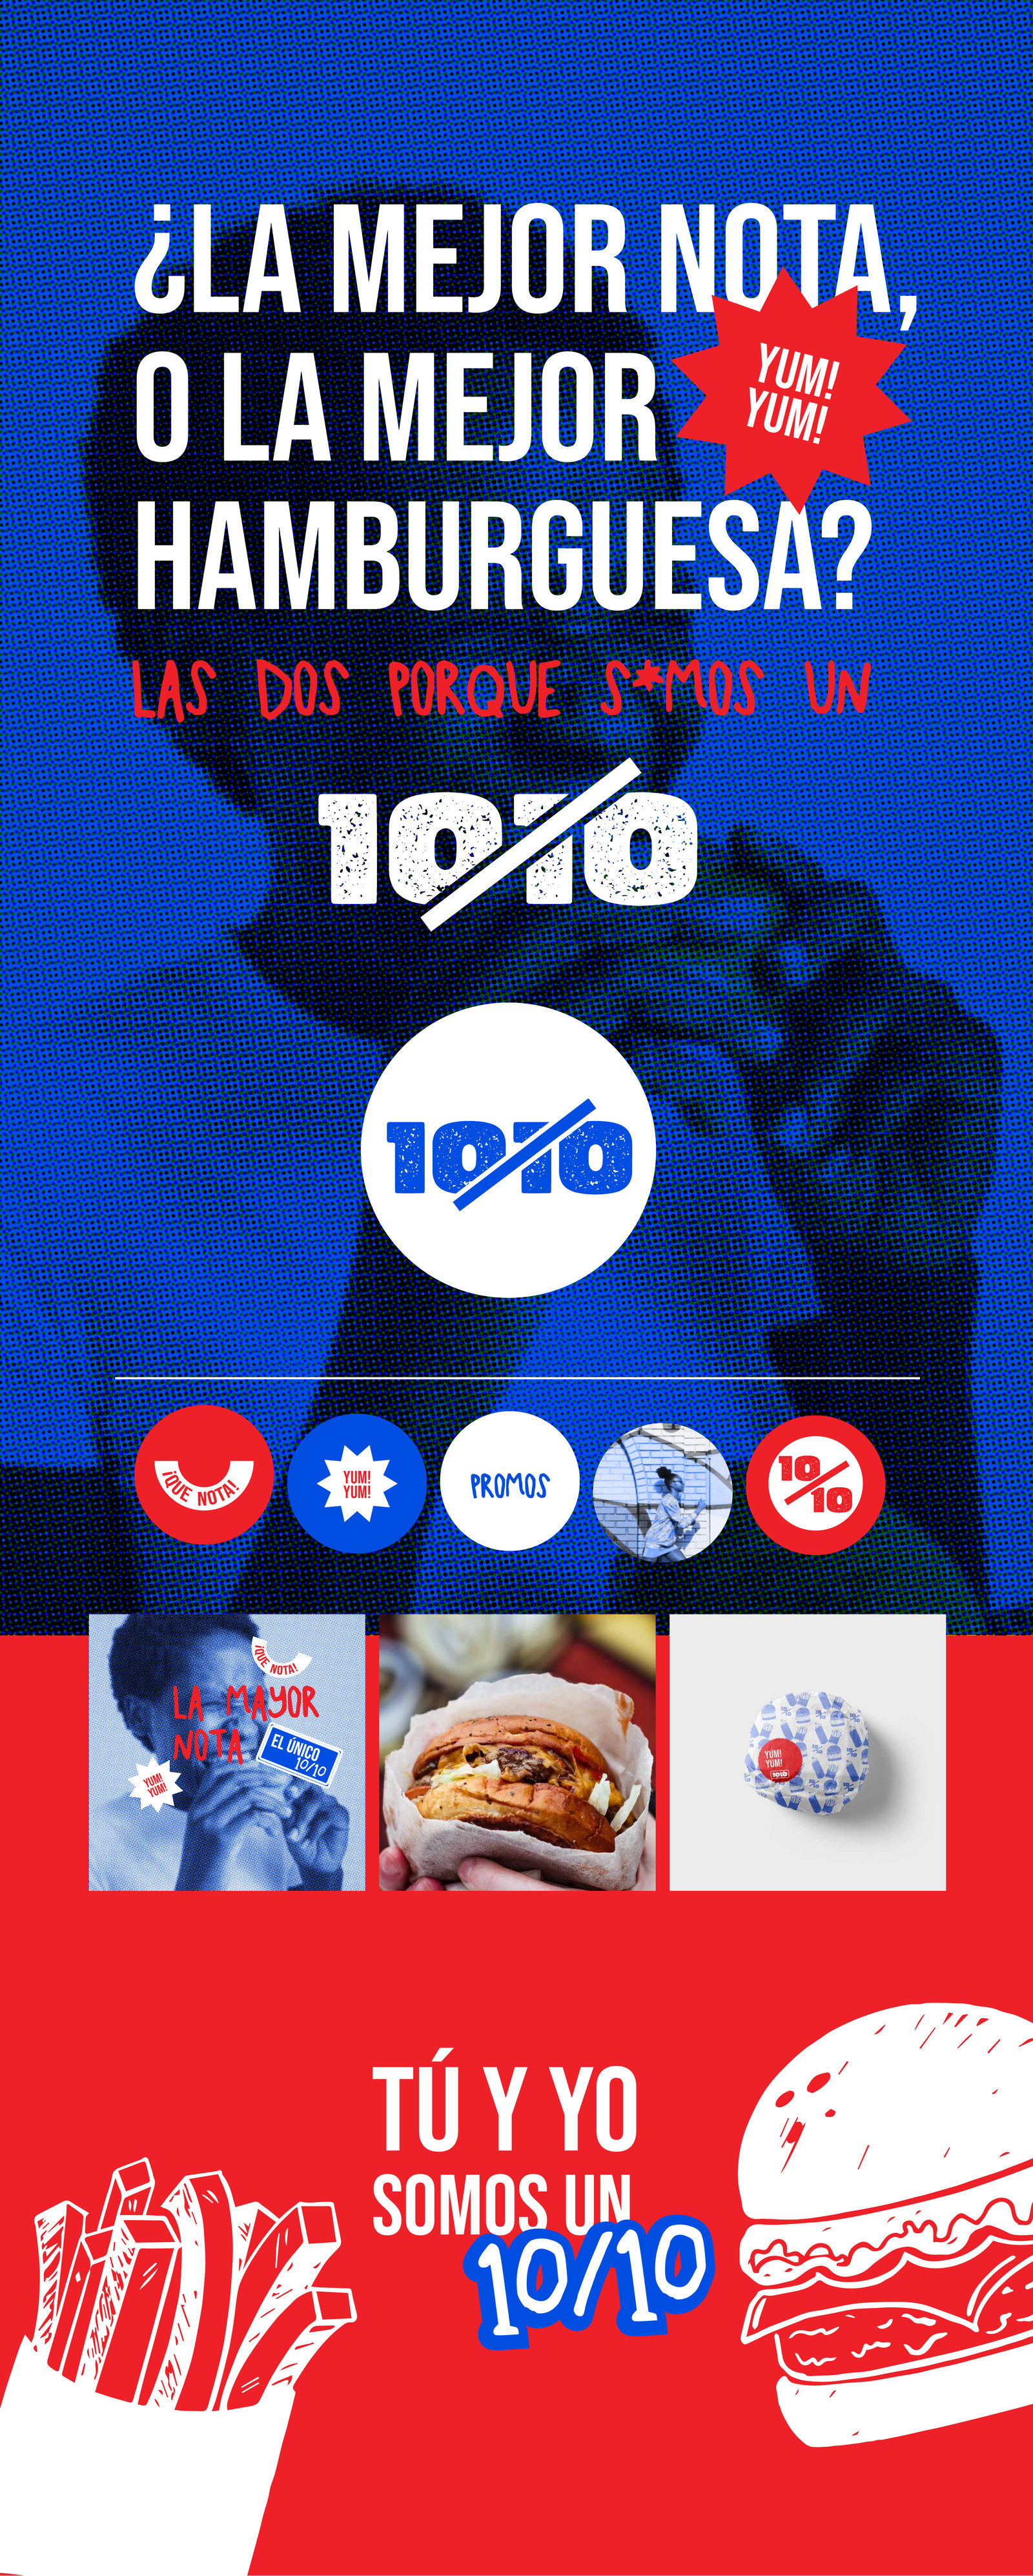 ¿LA MEJOR NOTA,
O LA MEJOR
HAMBURGUESA?
YUM!
YUM!
LAS DOS PORQUE S*MOS UN
10/10
10/10
¡QUE NOTA!
YUM!
YUM!
PROMOS
10/10
¡QUE NOTA!
LA MAYOR
NOTA
EL ÚNICO
10/10
YUM!
YUM!
YUM!
YUM!
10/10
TÚ Y YO
SOMOS UN
10/10